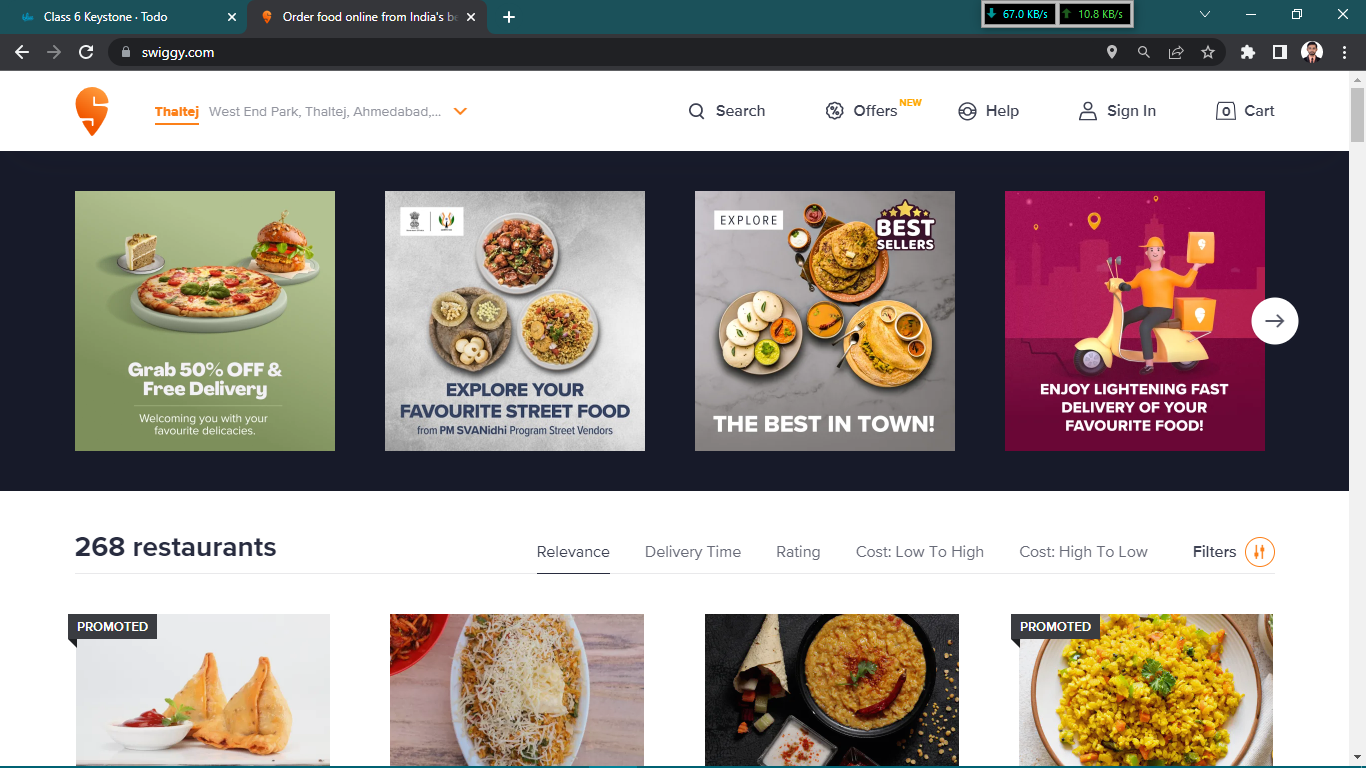 Class 6 Keystone · Todo
Order food online from India's be
67.0 KB/s
10.8 KB/s
swiggy.com
Thaltej
West End Park, Thaltej, Ahmedabad,...
Search
Offers
NEW
Help
Sign In
0
Cart
Grab 50% OFF &
Free Delivery
Welcoming you with your
favourite delicacies.
EXPLORE YOUR
FAVOURITE STREET FOOD
from PM SVANidhi Program Street Vendors
EXPLORE
BEST
SELLERS
THE BEST IN TOWN!
ENJOY LIGHTENING FAST
DELIVERY OF YOUR
FAVOURITE FOOD!
268 restaurants
Relevance
Delivery Time
Rating
Cost: Low To High
Cost: High To Low
Filters
PROMOTED
PROMOTED